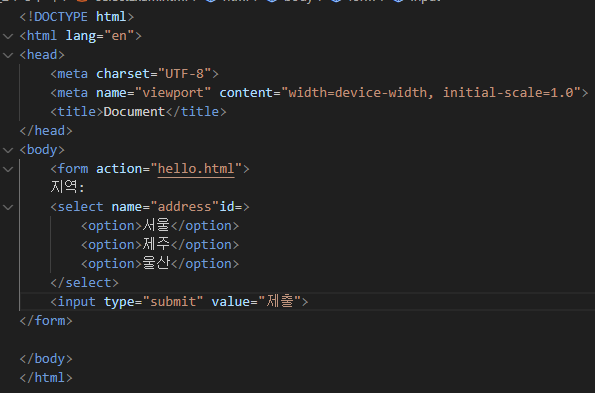 <!DOCTYPE html>
<html lang="en">
<head>
    <meta charset="UTF-8">
    <meta name="viewport" content="width=device-width, initial-scale=1.0">
    <title>Document</title>
</head>
<body>
    <form action="hello.html">
    지역:
    <select name="address"id=>
        <option>서울</option>
        <option>제주</option>
        <option>울산</option>
    </select>
    <input type="submit" value="제출">
</form>

</body>
</html>